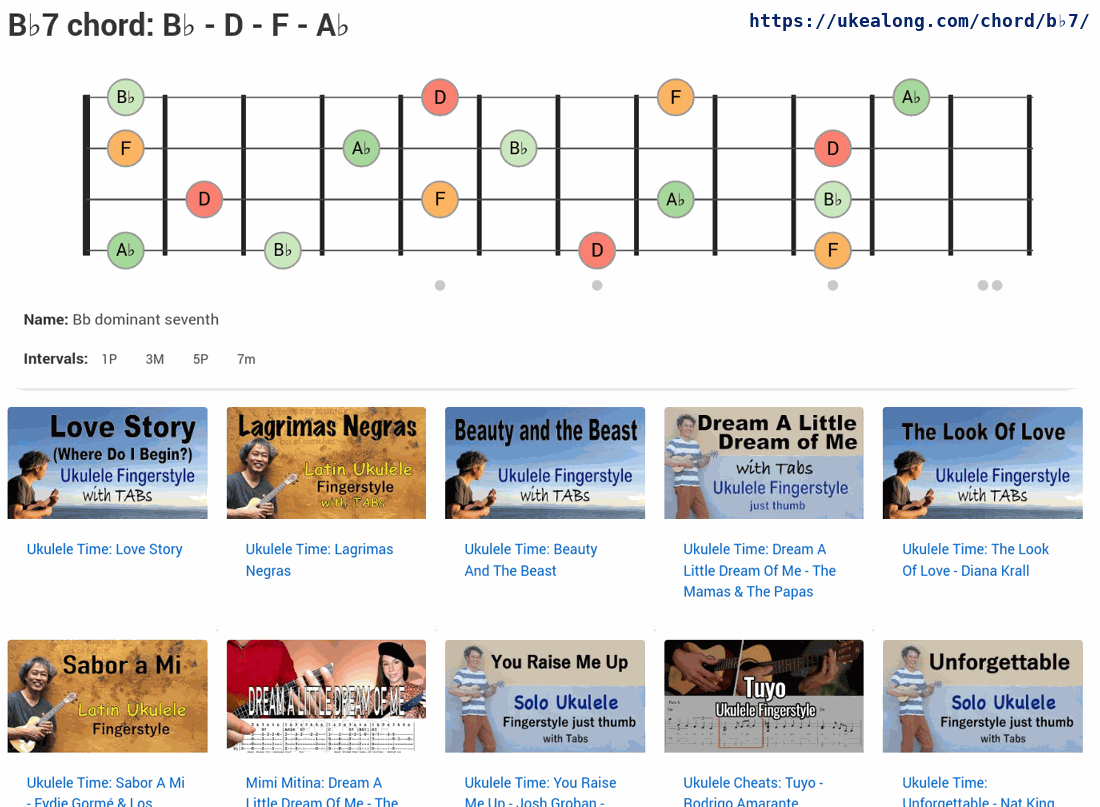 B♭7 chord: B♭ - D - F - A♭
https://ukealong.com/chord/b♭7/
B♭ D F A♭
F A♭ B♭ D
D F A♭ B♭
A♭ B♭ D F
Name: Bb dominant seventh
Intervals: 1P 3M 5P 7m
Love Story
(Where Do I Begin?)
Ukulele Fingerstyle
with TABs
Lagrimas Negras
Latin Ukulele
Fingerstyle
with TABs
Beauty and the Beast
Ukulele Fingerstyle
with TABs
Dream A Little
Dream of Me
with Tabs
Ukulele Fingerstyle
just thumb
The Look Of Love
Ukulele Fingerstyle
with TABs
Ukulele Time: Love Story
Ukulele Time: Lagrimas
Negras
Ukulele Time: Beauty
And The Beast
Ukulele Time: Dream A
Little Dream Of Me - The
Mamas & The Papas
Ukulele Time: The Look
Of Love - Diana Krall
Sabor a Mi
Latin Ukulele
Fingerstyle
DREAM A LITTLE DREAM OF ME
You Raise Me Up
Solo Ukulele
Fingerstyle just thumb
with Tabs
Tuyo
Ukulele Fingerstyle
Unforgettable
Solo Ukulele
Fingerstyle just thumb
with Tabs
Ukulele Time: Sabor A Mi
- Eydie Gormé & Los
Mimi Mitina: Dream A
Little Dream Of Me - The
Ukulele Time: You Raise
Me Up - Josh Groban -
Ukulele Cheats: Tuyo -
Rodrigo Amarante
Ukulele Time:
Unforgettable - Nat King